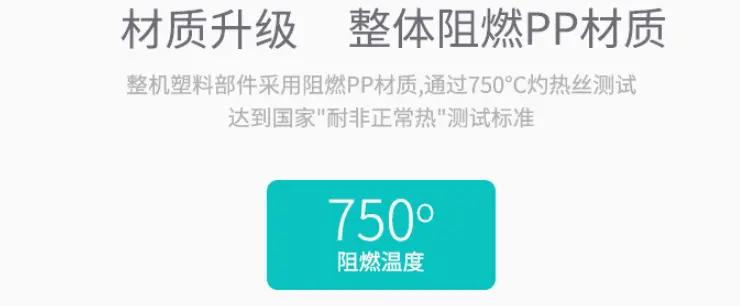 材质升级 整体阻燃PP材质
整机塑料部件采用阻燃PP材质,通过750℃灼热丝测试
达到国家"耐非正常热"测试标准
750°
阻燃温度